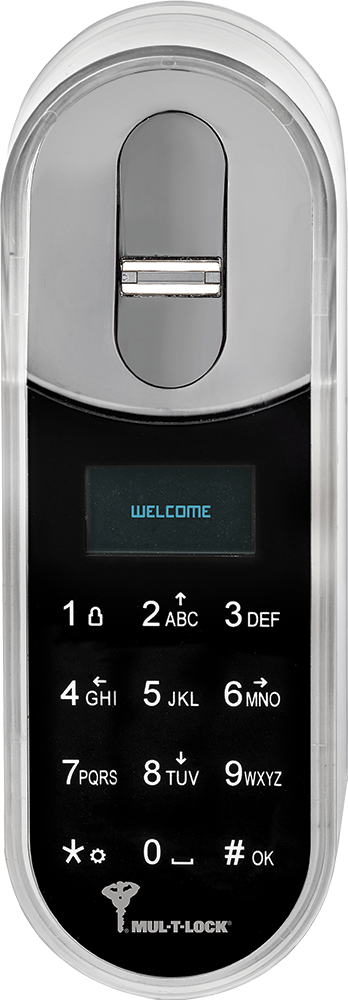 WELCOME
1 2 ABC 3 DEF
4 GHI 5 JKL 6 MNO
7 PQRS 8 TUV 9 WXYZ
* 0 # OK
MUL-T-LOCK®